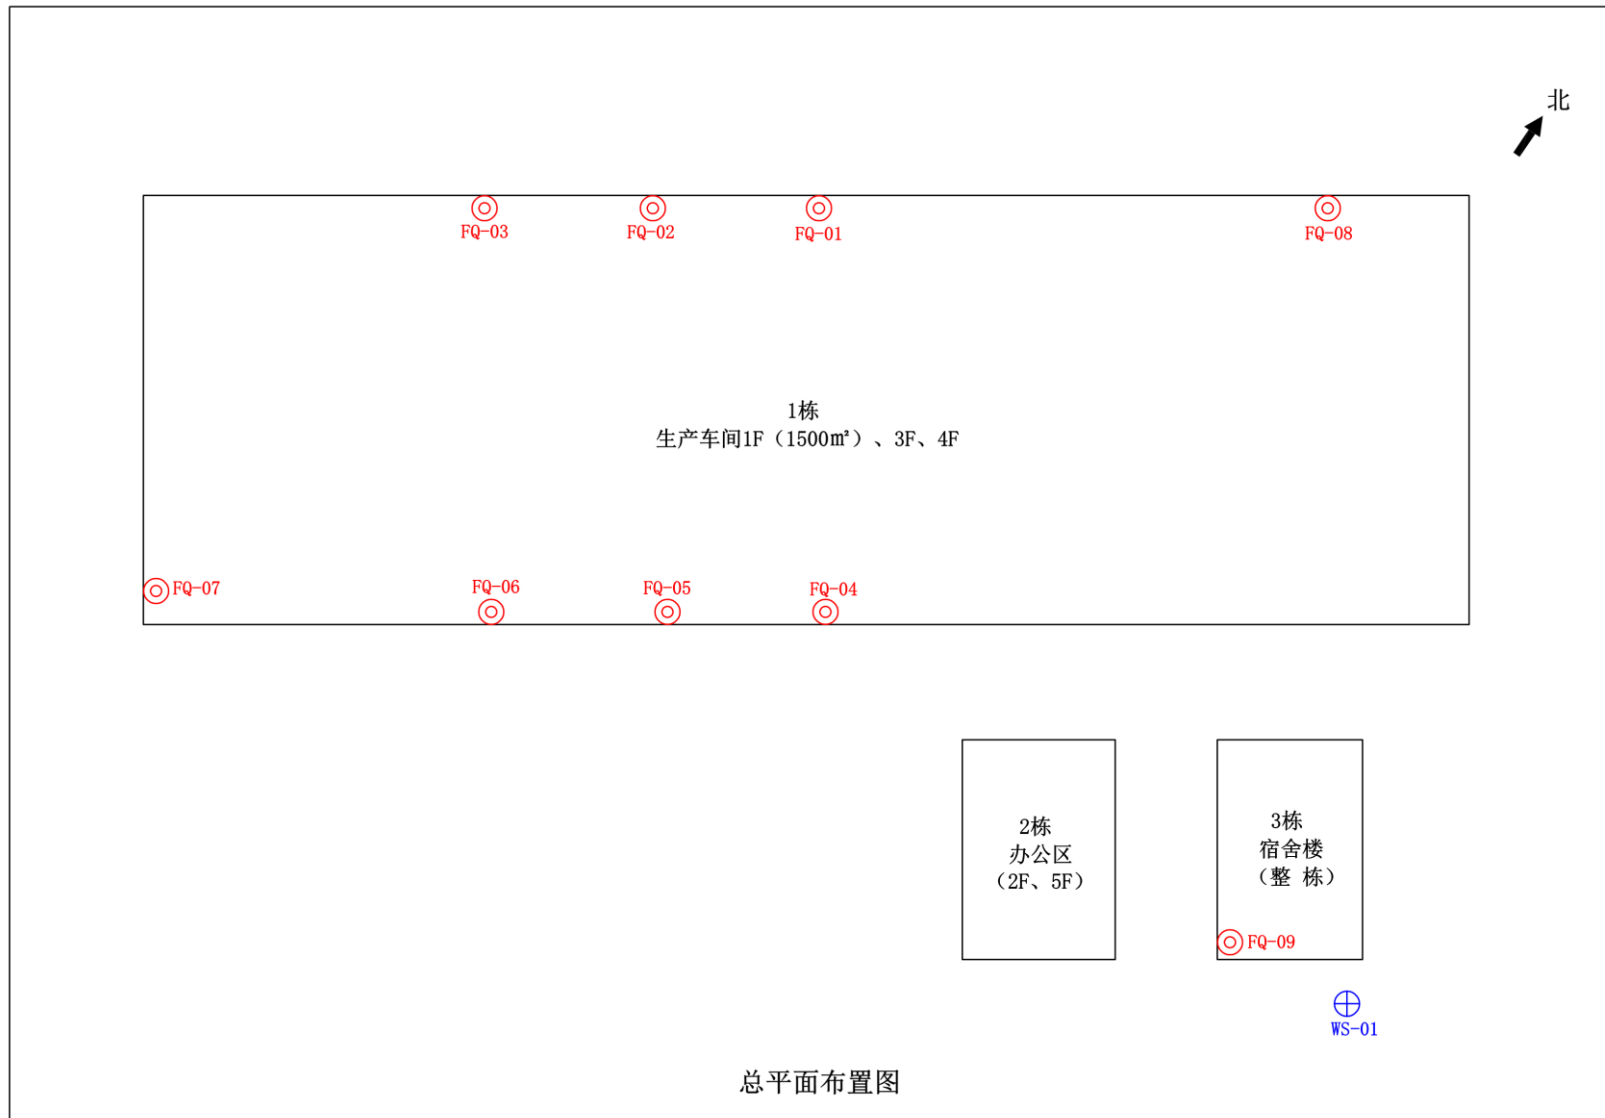 北
FQ-03
FQ-02
FQ-01
FQ-08
1栋
生产车间1F（1500㎡）、3F、4F
FQ-07
FQ-06
FQ-05
FQ-04
2栋
办公区
（2F、5F）
3栋
宿舍楼
（整 栋）
FQ-09
WS-01
总平面布置图